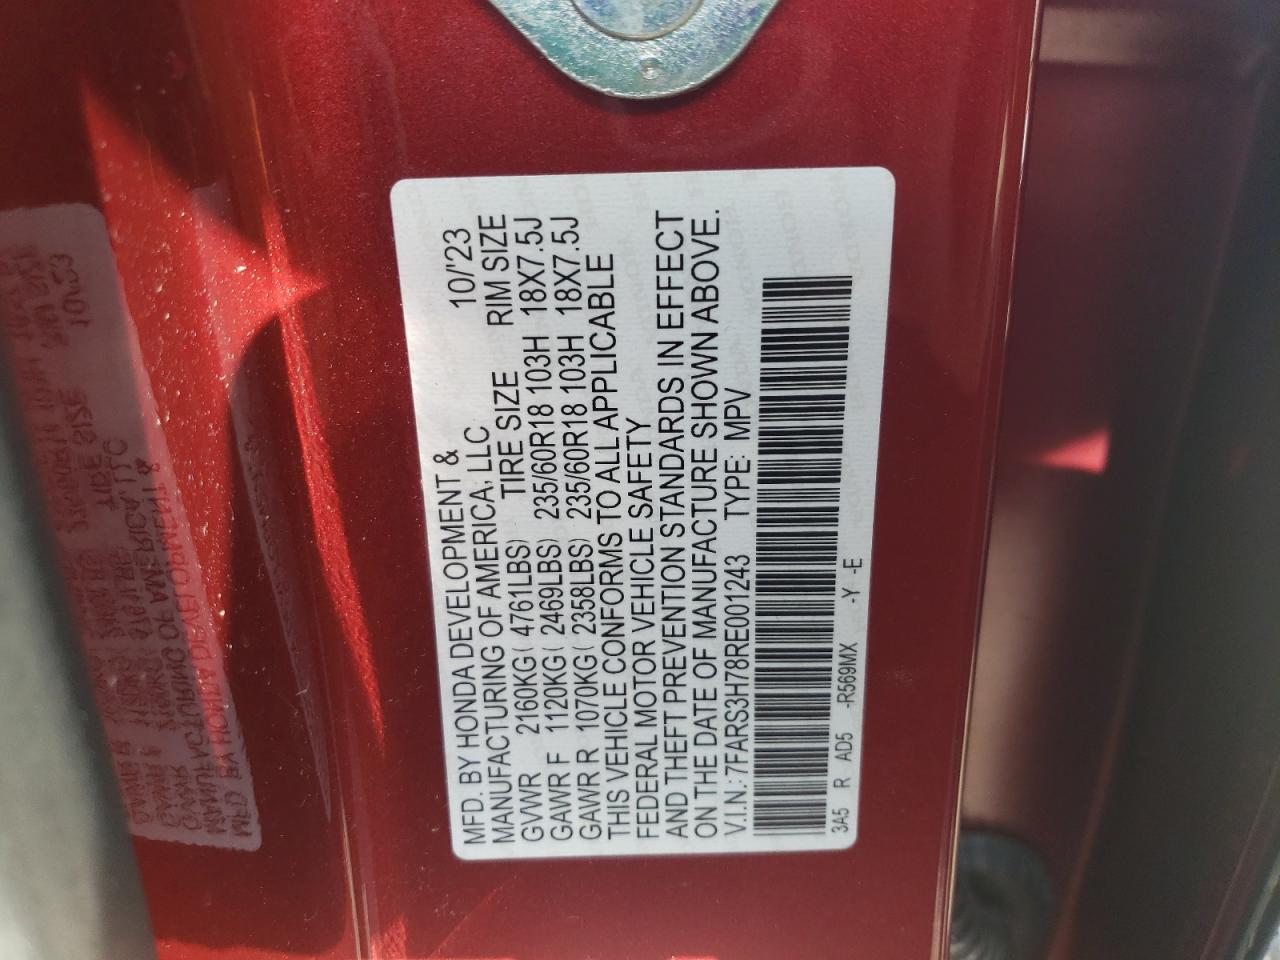 MFD. BY HONDA DEVELOPMENT & 10/'23
MANUFACTURING OF AMERICA, LLC
TIRE SIZE RIM SIZE
GVWR 2160KG( 4761LBS)
GAWR F 1120KG( 2469LBS) 235/60R18 103H 18X7.5J
GAWR R 1070KG( 2358LBS) 235/60R18 103H 18X7.5J
THIS VEHICLE CONFORMS TO ALL APPLICABLE
FEDERAL MOTOR VEHICLE SAFETY
AND THEFT PREVENTION STANDARDS IN EFFECT
ON THE DATE OF MANUFACTURE SHOWN ABOVE.
V.I.N.: 7FARS3H78RE001243 TYPE: MPV
3A5 R AD5 -R569MX -Y -E